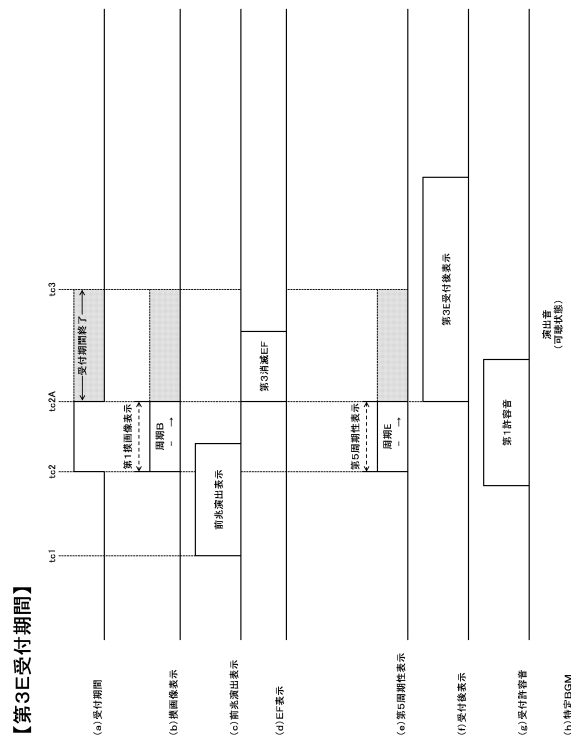 【第3E受付期間】
tc1
tc2
tc2A
tc3
(a)受付期間
受付期間終了
(b)摸画像表示
第1摸画像表示
周期B
(c)前兆演出表示
前兆演出表示
(d)EF表示
第3消滅EF
(e)第5周期性表示
第5周期性表示
周期E
(f)受付後表示
第3E受付後表示
(g)受付許容音
第1許容音
(h)特定BGM
演出音
(可聴状態)